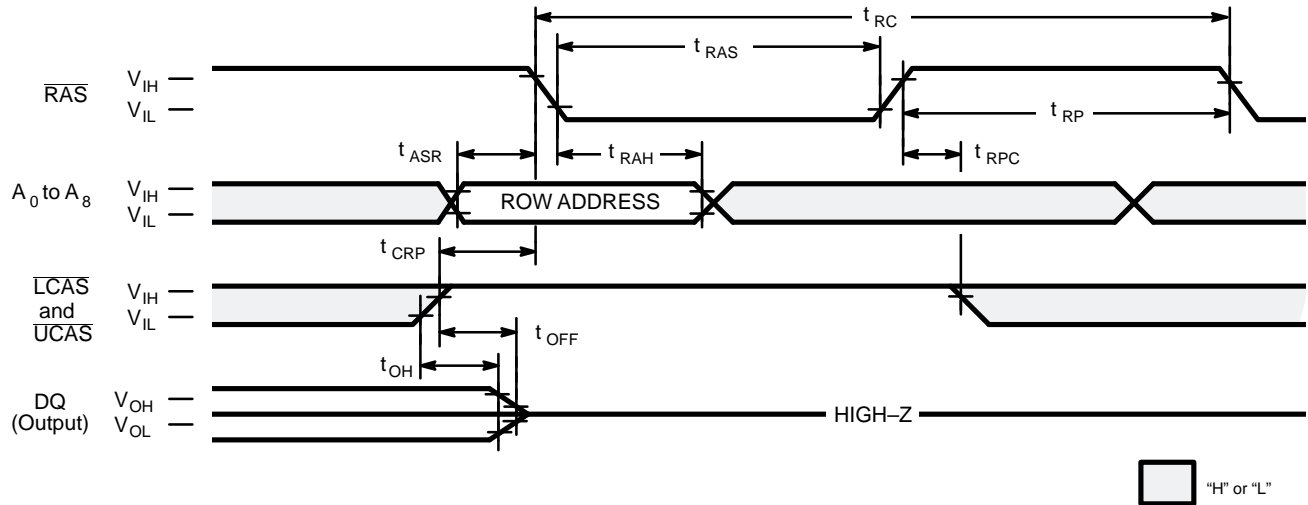 t RC
t RAS
RAS
V IH
V IL
t RP
t ASR
t RAH
t RPC
A 0 to A 8
V IH
V IL
ROW ADDRESS
t CRP
LCAS
and
UCAS
V IH
V IL
t OFF
t OH
DQ
(Output)
V OH
V OL
HIGH–Z
“H” or “L”